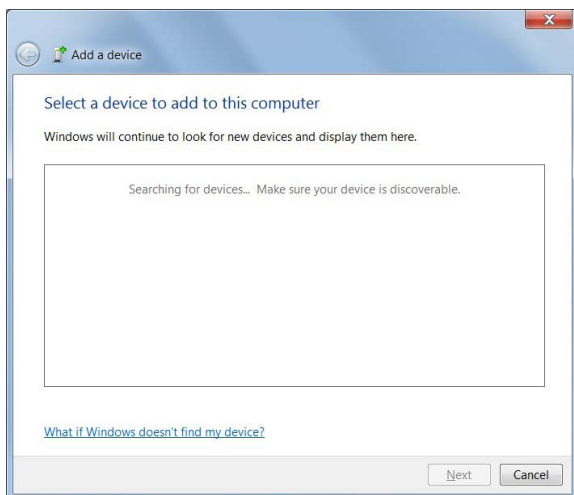 Add a device
Select a device to add to this computer
Windows will continue to look for new devices and display them here.
Searching for devices... Make sure your device is discoverable.
What if Windows doesn't find my device?
Next Cancel